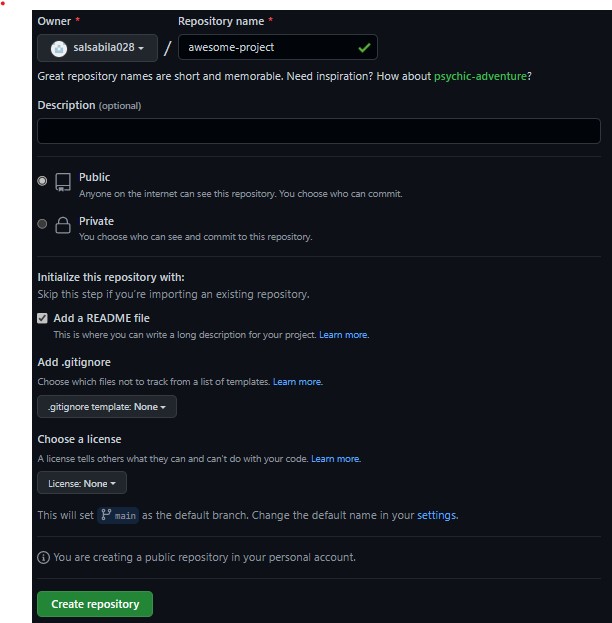 Owner * Repository name *
salsabila028 / awesome-project
Great repository names are short and memorable. Need inspiration? How about psychic-adventure?
Description (optional)
Public
Anyone on the internet can see this repository. You choose who can commit.
Private
You choose who can see and commit to this repository.
Initialize this repository with:
Skip this step if you're importing an existing repository.
Add a README file
This is where you can write a long description for your project. Learn more.
Add .gitignore
Choose which files not to track from a list of templates. Learn more.
.gitignore template: None
Choose a license
A license tells others what they can and can't do with your code. Learn more.
License: None
This will set main as the default branch. Change the default name in your settings.
You are creating a public repository in your personal account.
Create repository